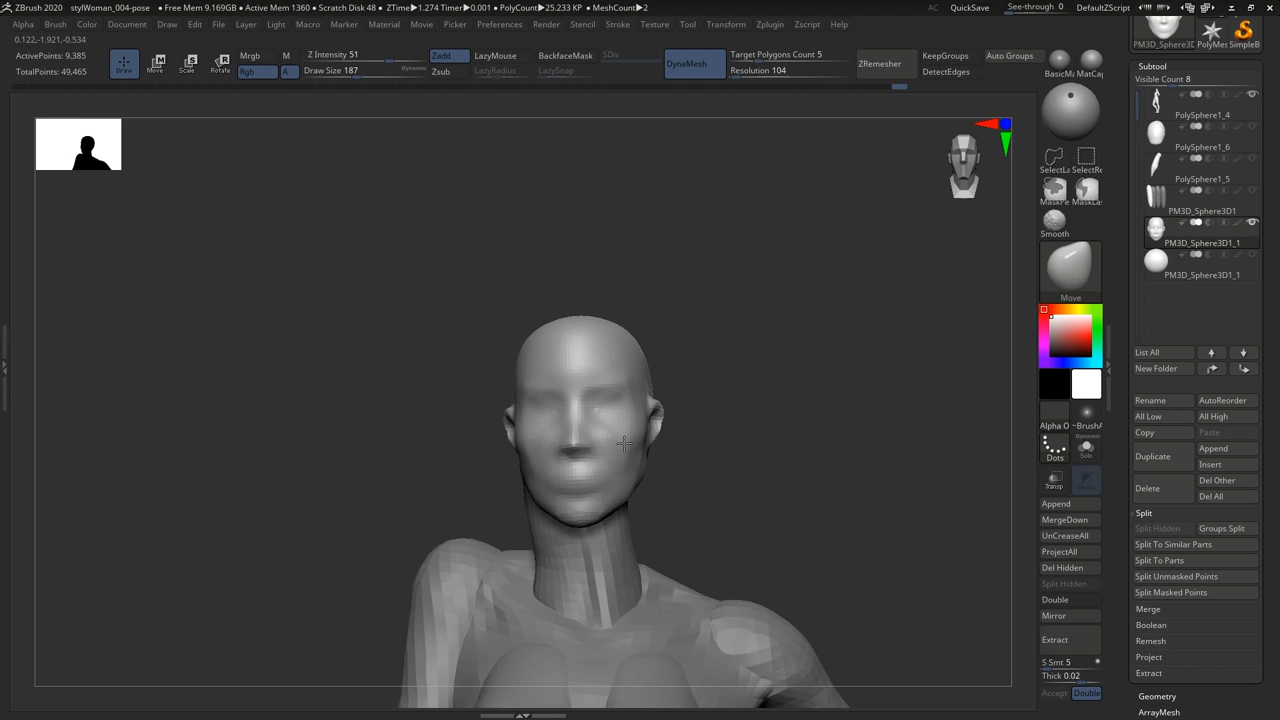 ZBrush 2020 stylWoman_004-pose ● Free Mem 9.169GB ● Active Mem 1360 ● Scratch Disk 48 ● ZTime▶1.274 Timer▶0.001 ● PolyCount▶25.233 KP ● MeshCount▶2 AC QuickSave See-through 0 DefaultZScript
Alpha Brush Color Document Draw Edit File Layer Light Macro Marker Material Movie Picker Preferences Render Stencil Stroke Texture Tool Transform Zplugin Zscript Help
0.122,-1.921,-0.534
ActivePoints: 9,385
TotalPoints: 49,465
Draw Move Scale Rotate
Mrgb M
Rgb A
Z Intensity 51
Draw Size 187 Dynamic
Zadd
Zsub
LazyMouse
LazyRadius
BackfaceMask
LazySnap
SDiv
DynaMesh
Target Polygons Count 5
Resolution 104
ZRemesher
KeepGroups
DetectEdges
Auto Groups
BasicMa MatCap
SelectLa SelectRe
MaskPe MaskLas
Smooth
Move
Alpha O ~BrushA
Dots
Dynamic
Solo
Transp
Append
MergeDown
UnCreaseAll
ProjectAll
Del Hidden
Split Hidden
Double
Mirror
Extract
S Smt 5
Thick 0.02
Accept Double
PM3D_Sphere3D PolyMes SimpleB
Subtool
Visible Count 8
PolySphere1_4
PolySphere1_6
PolySphere1_5
PM3D_Sphere3D1
PM3D_Sphere3D1_1
PM3D_Sphere3D1_1
List All
New Folder
Rename AutoReorder
All Low All High
Copy Paste
Duplicate Append
Insert
Delete Del Other
Del All
Split
Split Hidden Groups Split
Split To Similar Parts
Split To Parts
Split Unmasked Points
Split Masked Points
Merge
Boolean
Remesh
Project
Extract
Geometry
ArrayMesh